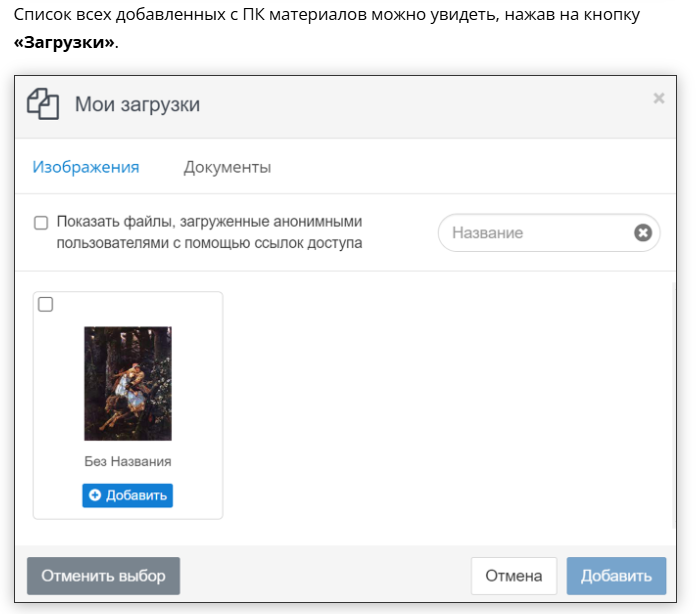 Список всех добавленных с ПК материалов можно увидеть, нажав на кнопку
«Загрузки».
Мои загрузки
×
Изображения
Документы
Показать файлы, загруженные анонимными
пользователями с помощью ссылок доступа
Название
Без Названия
Добавить
Отменить выбор
Отмена
Добавить